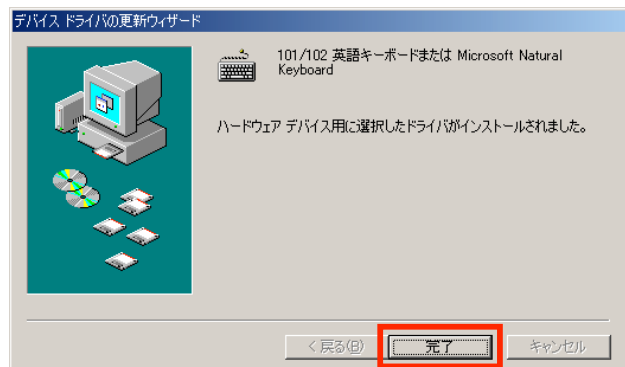 デバイス ドライバの更新ウィザード
101/102 英語キーボードまたは Microsoft Natural
Keyboard
ハードウェア デバイス用に選択したドライバがインストールされました。
< 戻る(B)
完了
キャンセル